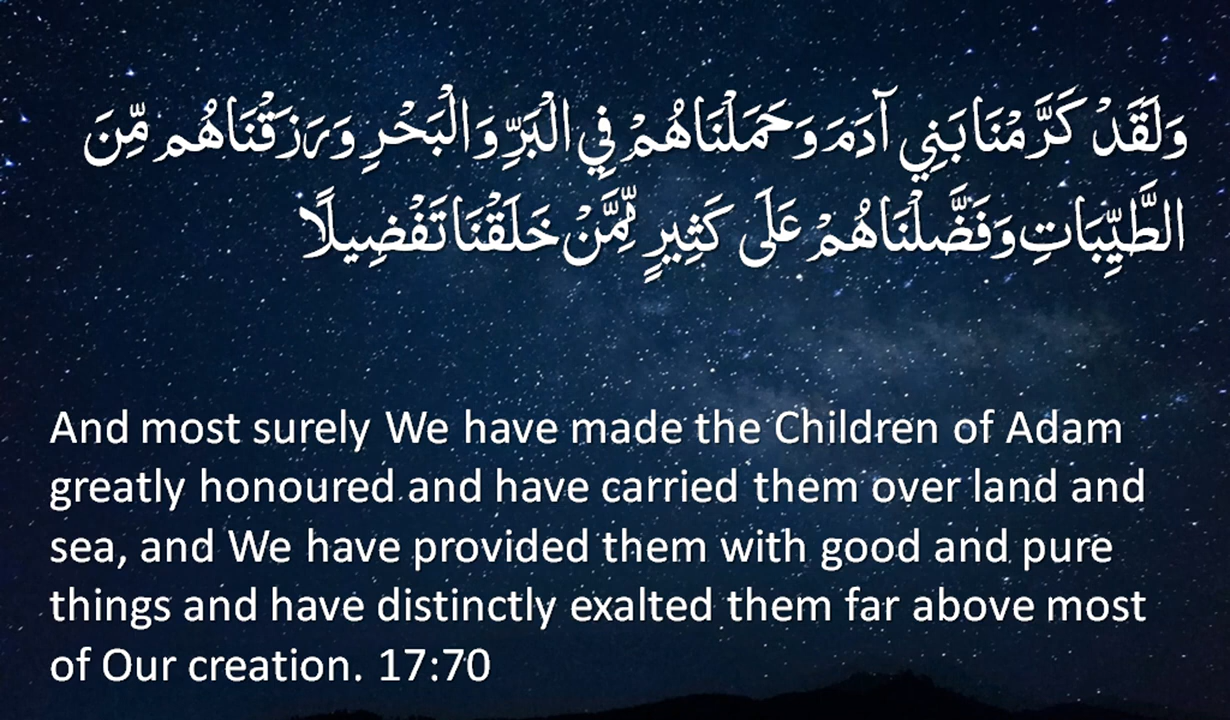 وَلَقَدْ كَرَّمْنَا بَنِي آدَمَ وَحَمَلْنَاهُمْ فِي الْبَرِّ وَالْبَحْرِ وَرَزَقْنَاهُم مِّنَ
الطَّيِّبَاتِ وَفَضَّلْنَاهُمْ عَلَى كَثِيرٍ مِّمَّنْ خَلَقْنَا تَفْضِيلًا
And most surely We have made the Children of Adam
greatly honoured and have carried them over land and
sea, and We have provided them with good and pure
things and have distinctly exalted them far above most
of Our creation. 17:70